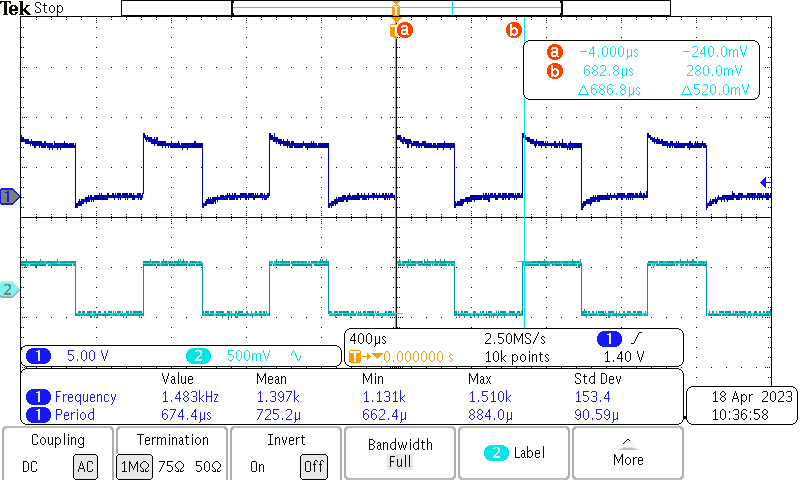 Tek Stop
T
T a b
a −4.000µs −240.0mV
b 682.8µs 280.0mV
Δ686.8µs Δ520.0mV
1
2
1 5.00 V 2 500mV ∿
400µs 2.50MS/s 1 ⌠
T→▼0.000000 s 10k points 1.40 V
Value Mean Min Max Std Dev
1 Frequency 1.483kHz 1.397k 1.131k 1.510k 153.4
1 Period 674.4µs 725.2µ 662.4µ 884.0µ 90.59µ
18 Apr 2023
10:36:58
Coupling
DC AC
Termination
1MΩ 75Ω 50Ω
Invert
On Off
Bandwidth
Full
2 Label
More